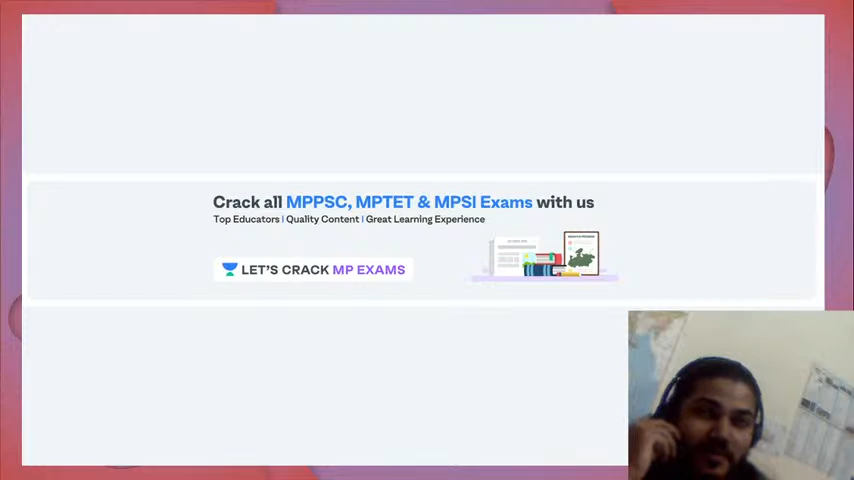 Crack all MPPSC, MPTET & MPSI Exams with us
Top Educators | Quality Content | Great Learning Experience
LET'S CRACK MP EXAMS